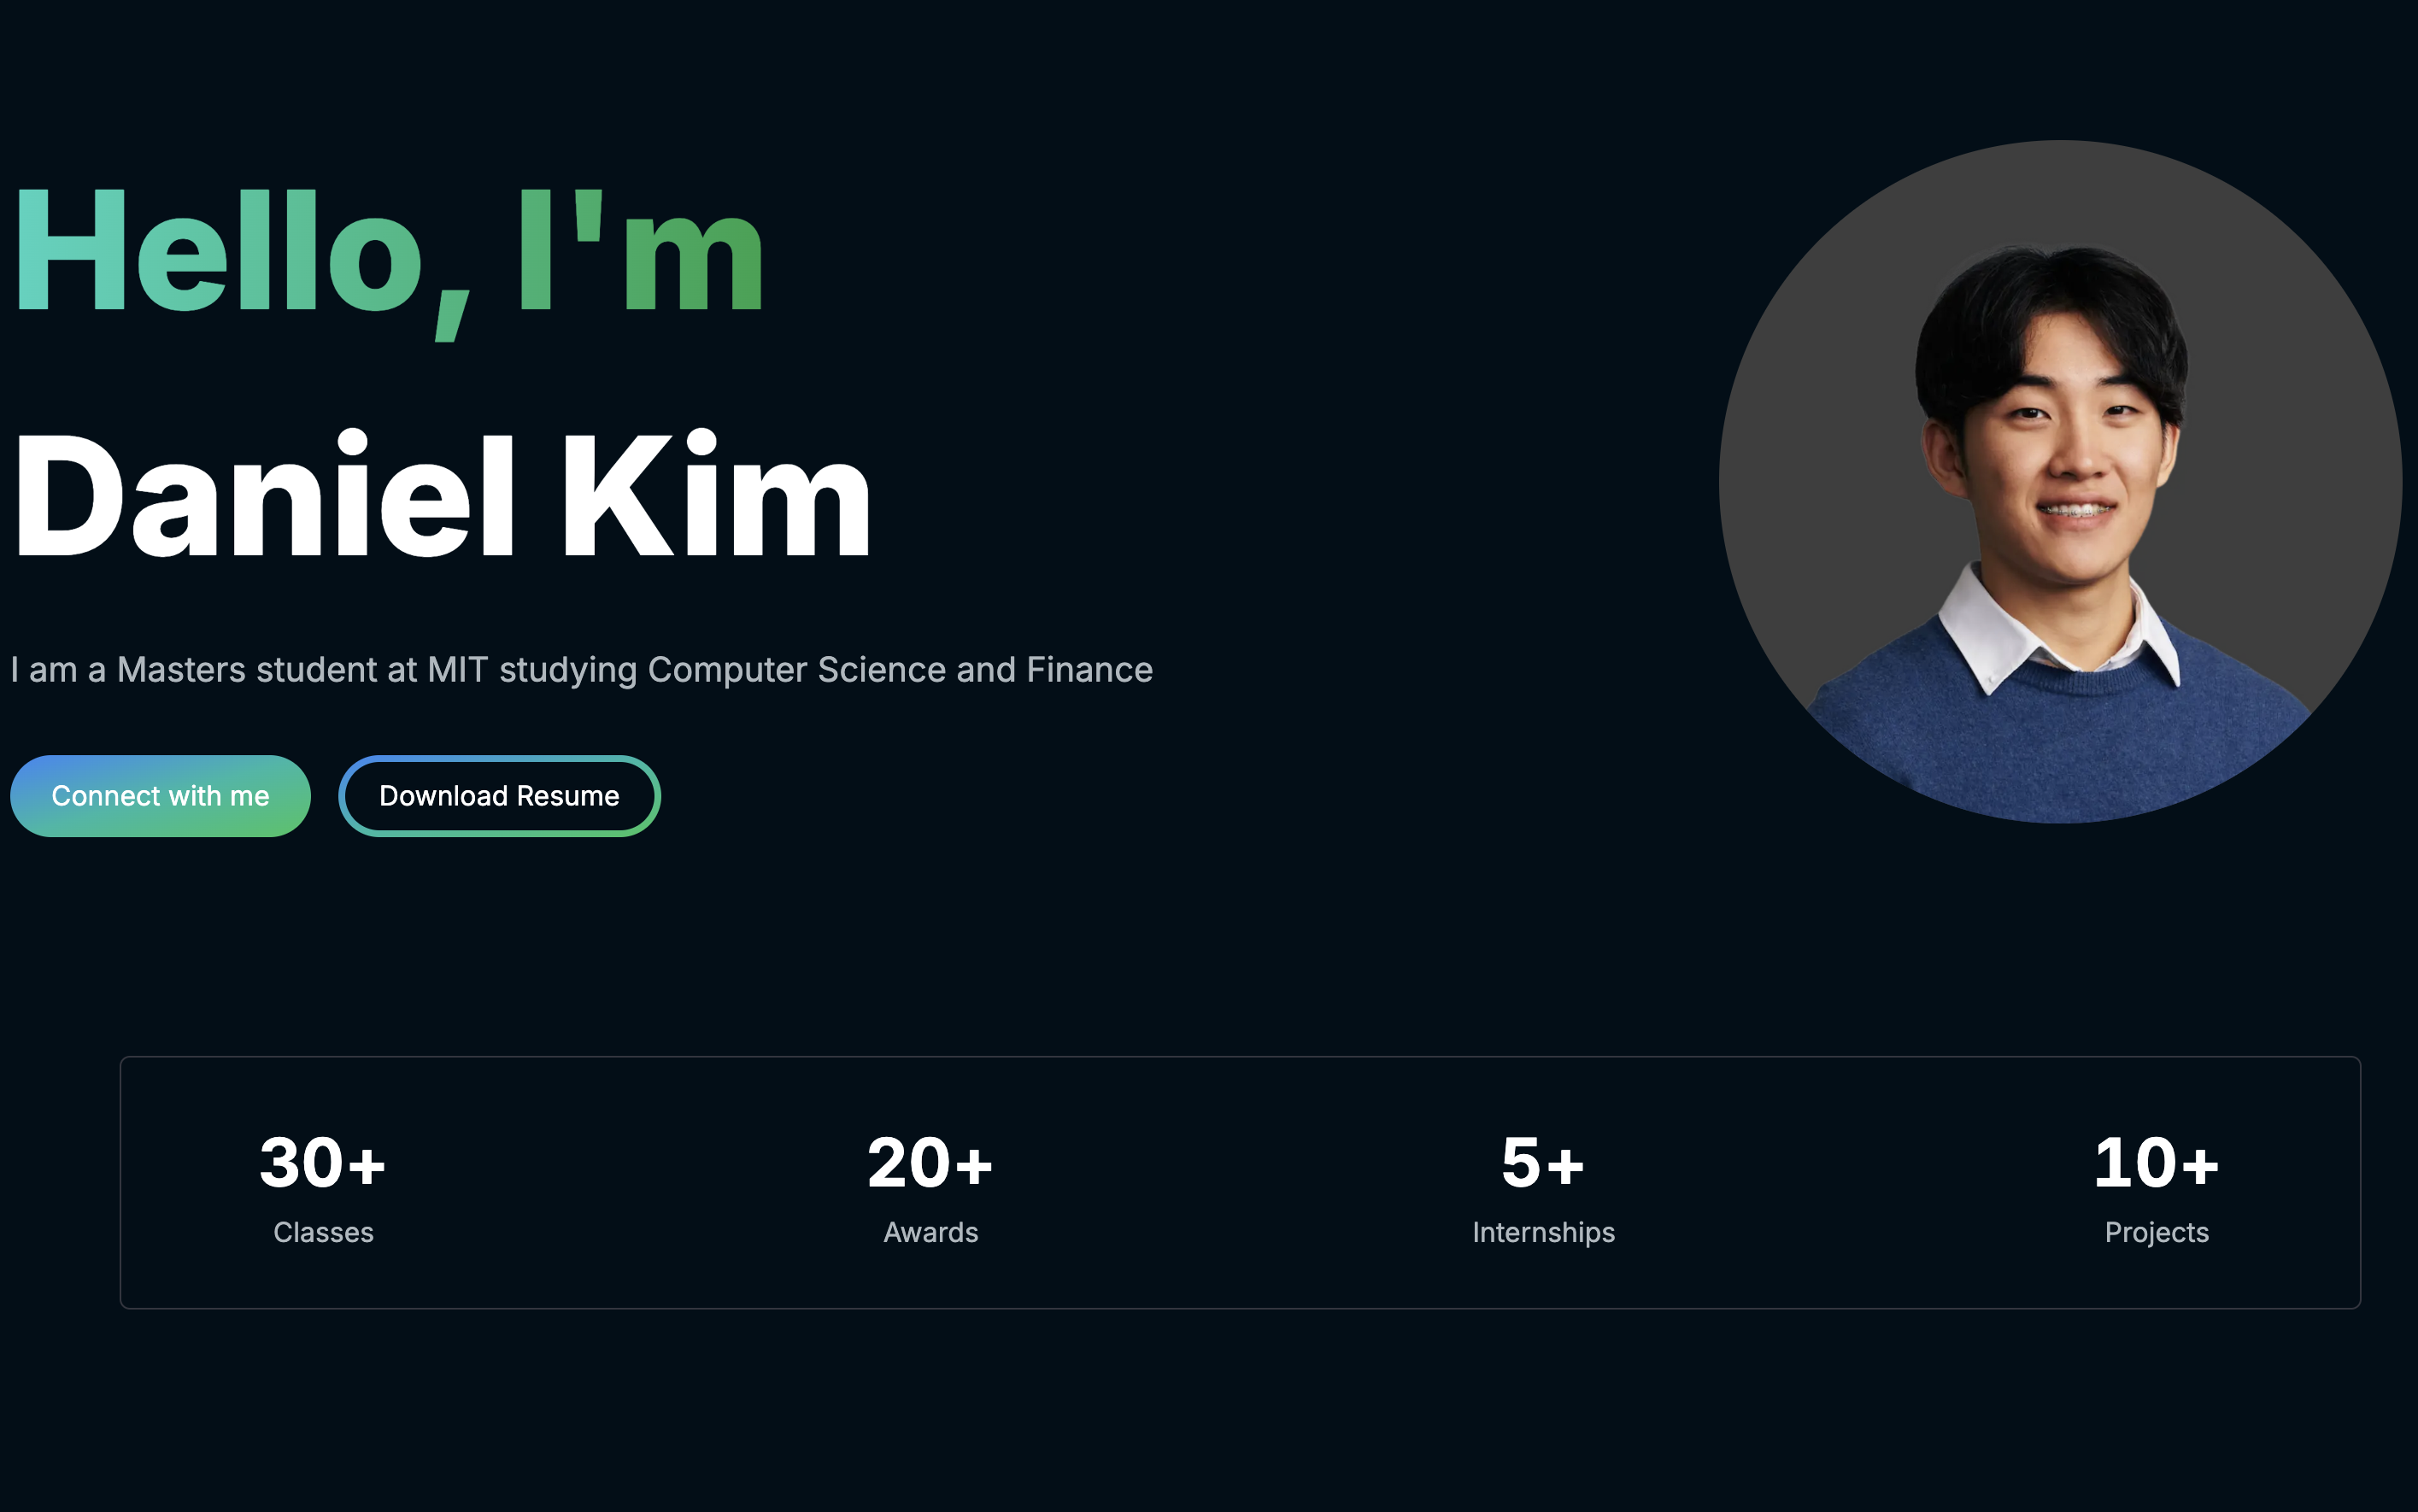 Hello, I'm
Daniel Kim
I am a Masters student at MIT studying Computer Science and Finance
Connect with me
Download Resume
30+
Classes
20+
Awards
5+
Internships
10+
Projects